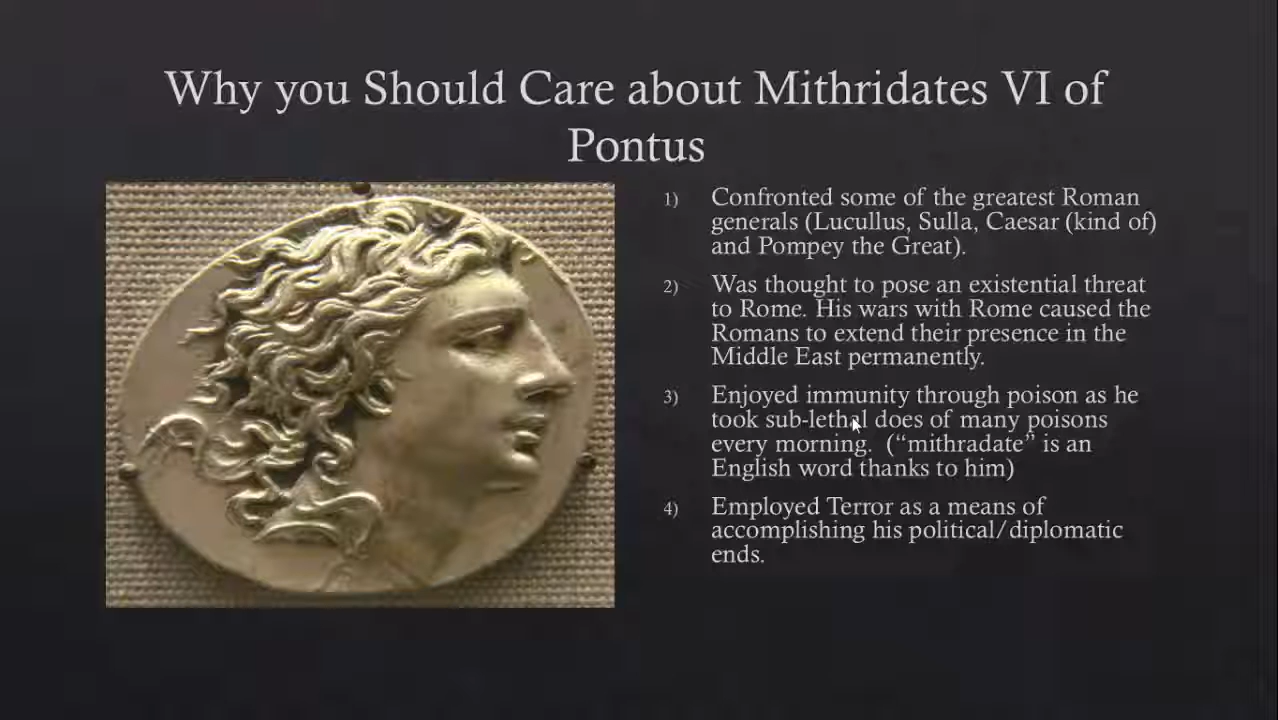 Why you Should Care about Mithridates VI of
Pontus
1) Confronted some of the greatest Roman
generals (Lucullus, Sulla, Caesar (kind of)
and Pompey the Great).
2) Was thought to pose an existential threat
to Rome. His wars with Rome caused the
Romans to extend their presence in the
Middle East permanently.
3) Enjoyed immunity through poison as he
took sub-lethal does of many poisons
every morning. (“mithradate” is an
English word thanks to him)
4) Employed Terror as a means of
accomplishing his political/diplomatic
ends.